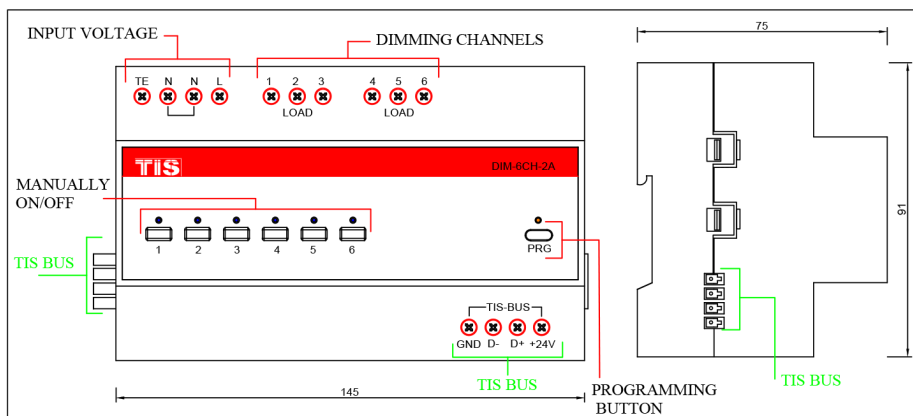 INPUT VOLTAGE
DIMMING CHANNELS
75
TE N N L
1 2 3 4 5 6
LOAD LOAD
TIS
DIM-6CH-2A
MANUALLY
ON/OFF
1 2 3 4 5 6
PRG
91
TIS BUS
TIS-BUS
GND D- D+ +24V
TIS BUS
TIS BUS
145
PROGRAMMING
BUTTON